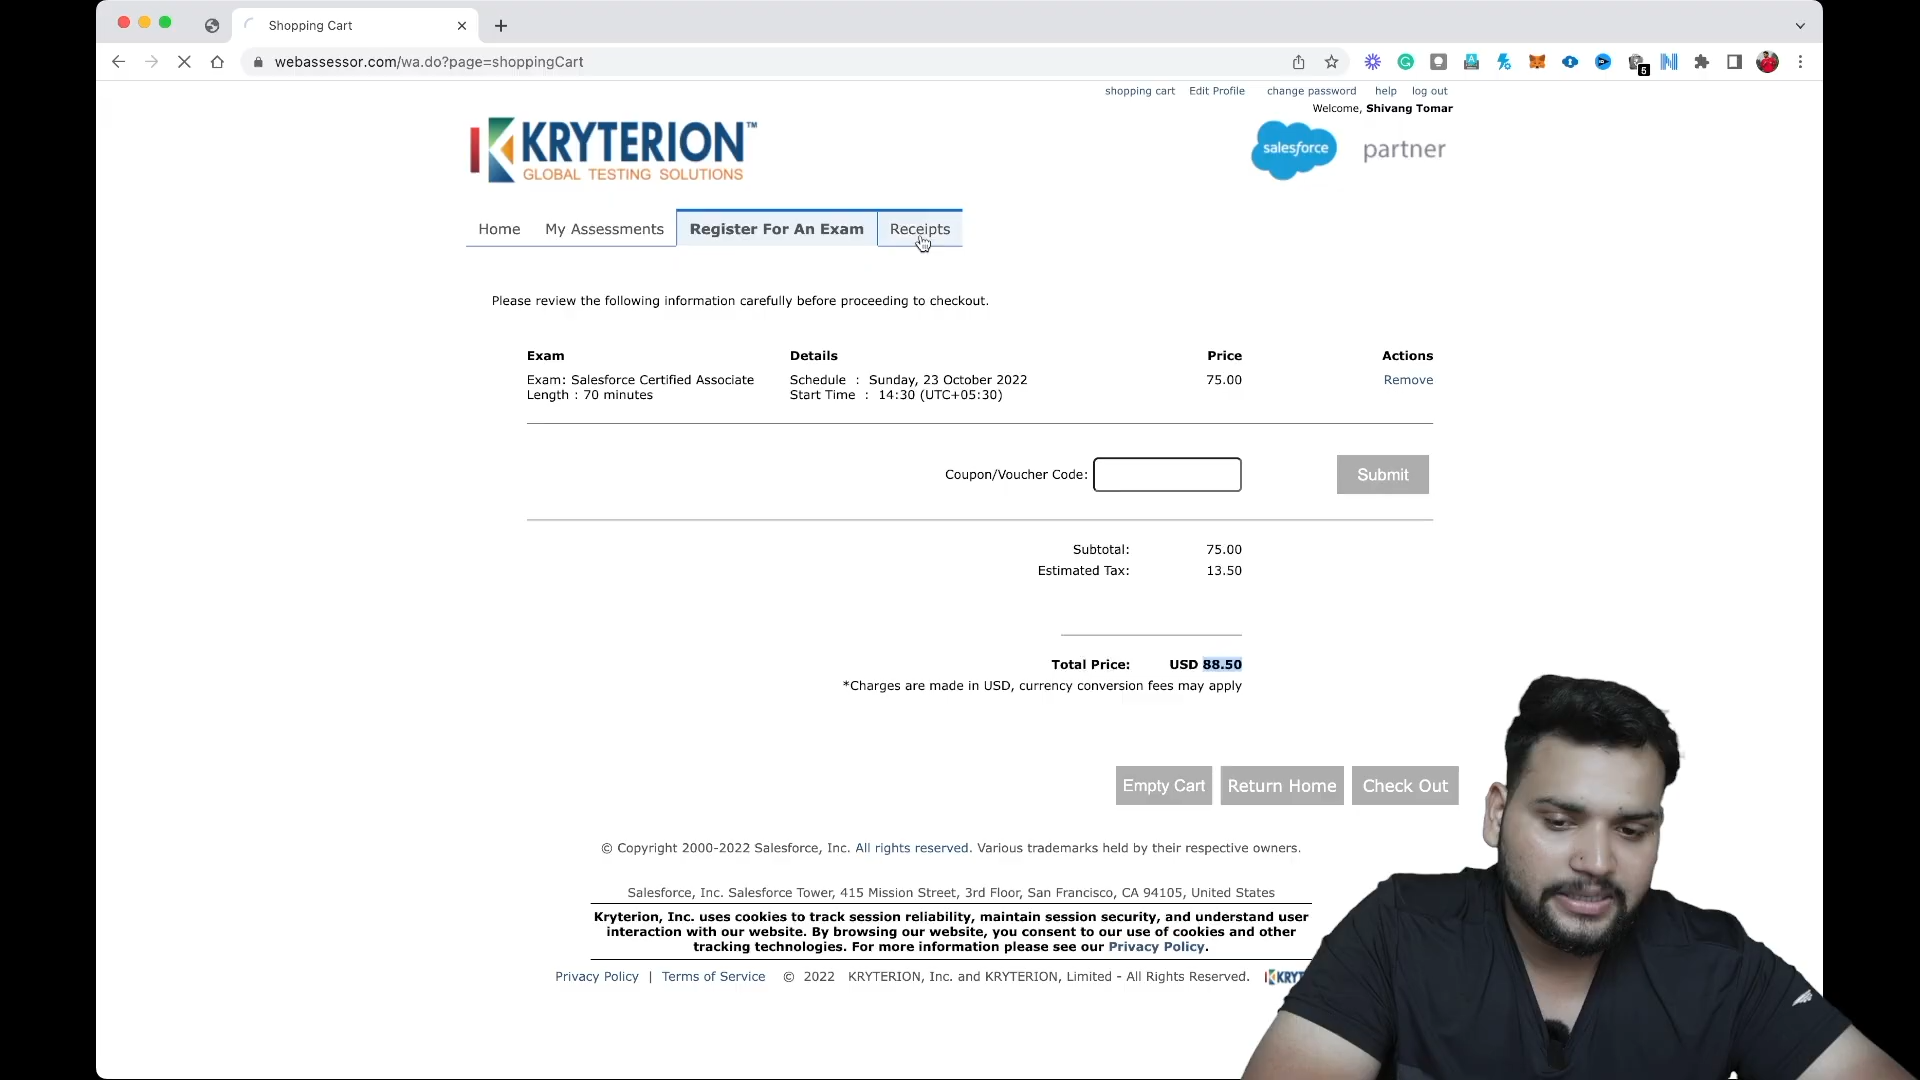 Shopping Cart
webassessor.com/wa.do?page=shoppingCart
5
shopping cart Edit Profile change password help log out
Welcome, Shivang Tomar
KRYTERION™
GLOBAL TESTING SOLUTIONS
salesforce partner
Home My Assessments Register For An Exam Receipts
Please review the following information carefully before proceeding to checkout.
Exam Details Price Actions
Exam: Salesforce Certified Associate Schedule : Sunday, 23 October 2022 75.00 Remove
Length : 70 minutes Start Time : 14:30 (UTC+05:30)
Coupon/Voucher Code: Submit
Subtotal: 75.00
Estimated Tax: 13.50
Total Price: USD 88.50
*Charges are made in USD, currency conversion fees may apply
Empty Cart Return Home Check Out
© Copyright 2000-2022 Salesforce, Inc. All rights reserved. Various trademarks held by their respective owners.
Salesforce, Inc. Salesforce Tower, 415 Mission Street, 3rd Floor, San Francisco, CA 94105, United States
Kryterion, Inc. uses cookies to track session reliability, maintain session security, and understand user
interaction with our website. By browsing our website, you consent to our use of cookies and other
tracking technologies. For more information please see our Privacy Policy.
Privacy Policy | Terms of Service © 2022 KRYTERION, Inc. and KRYTERION, Limited - All Rights Reserved. KRY